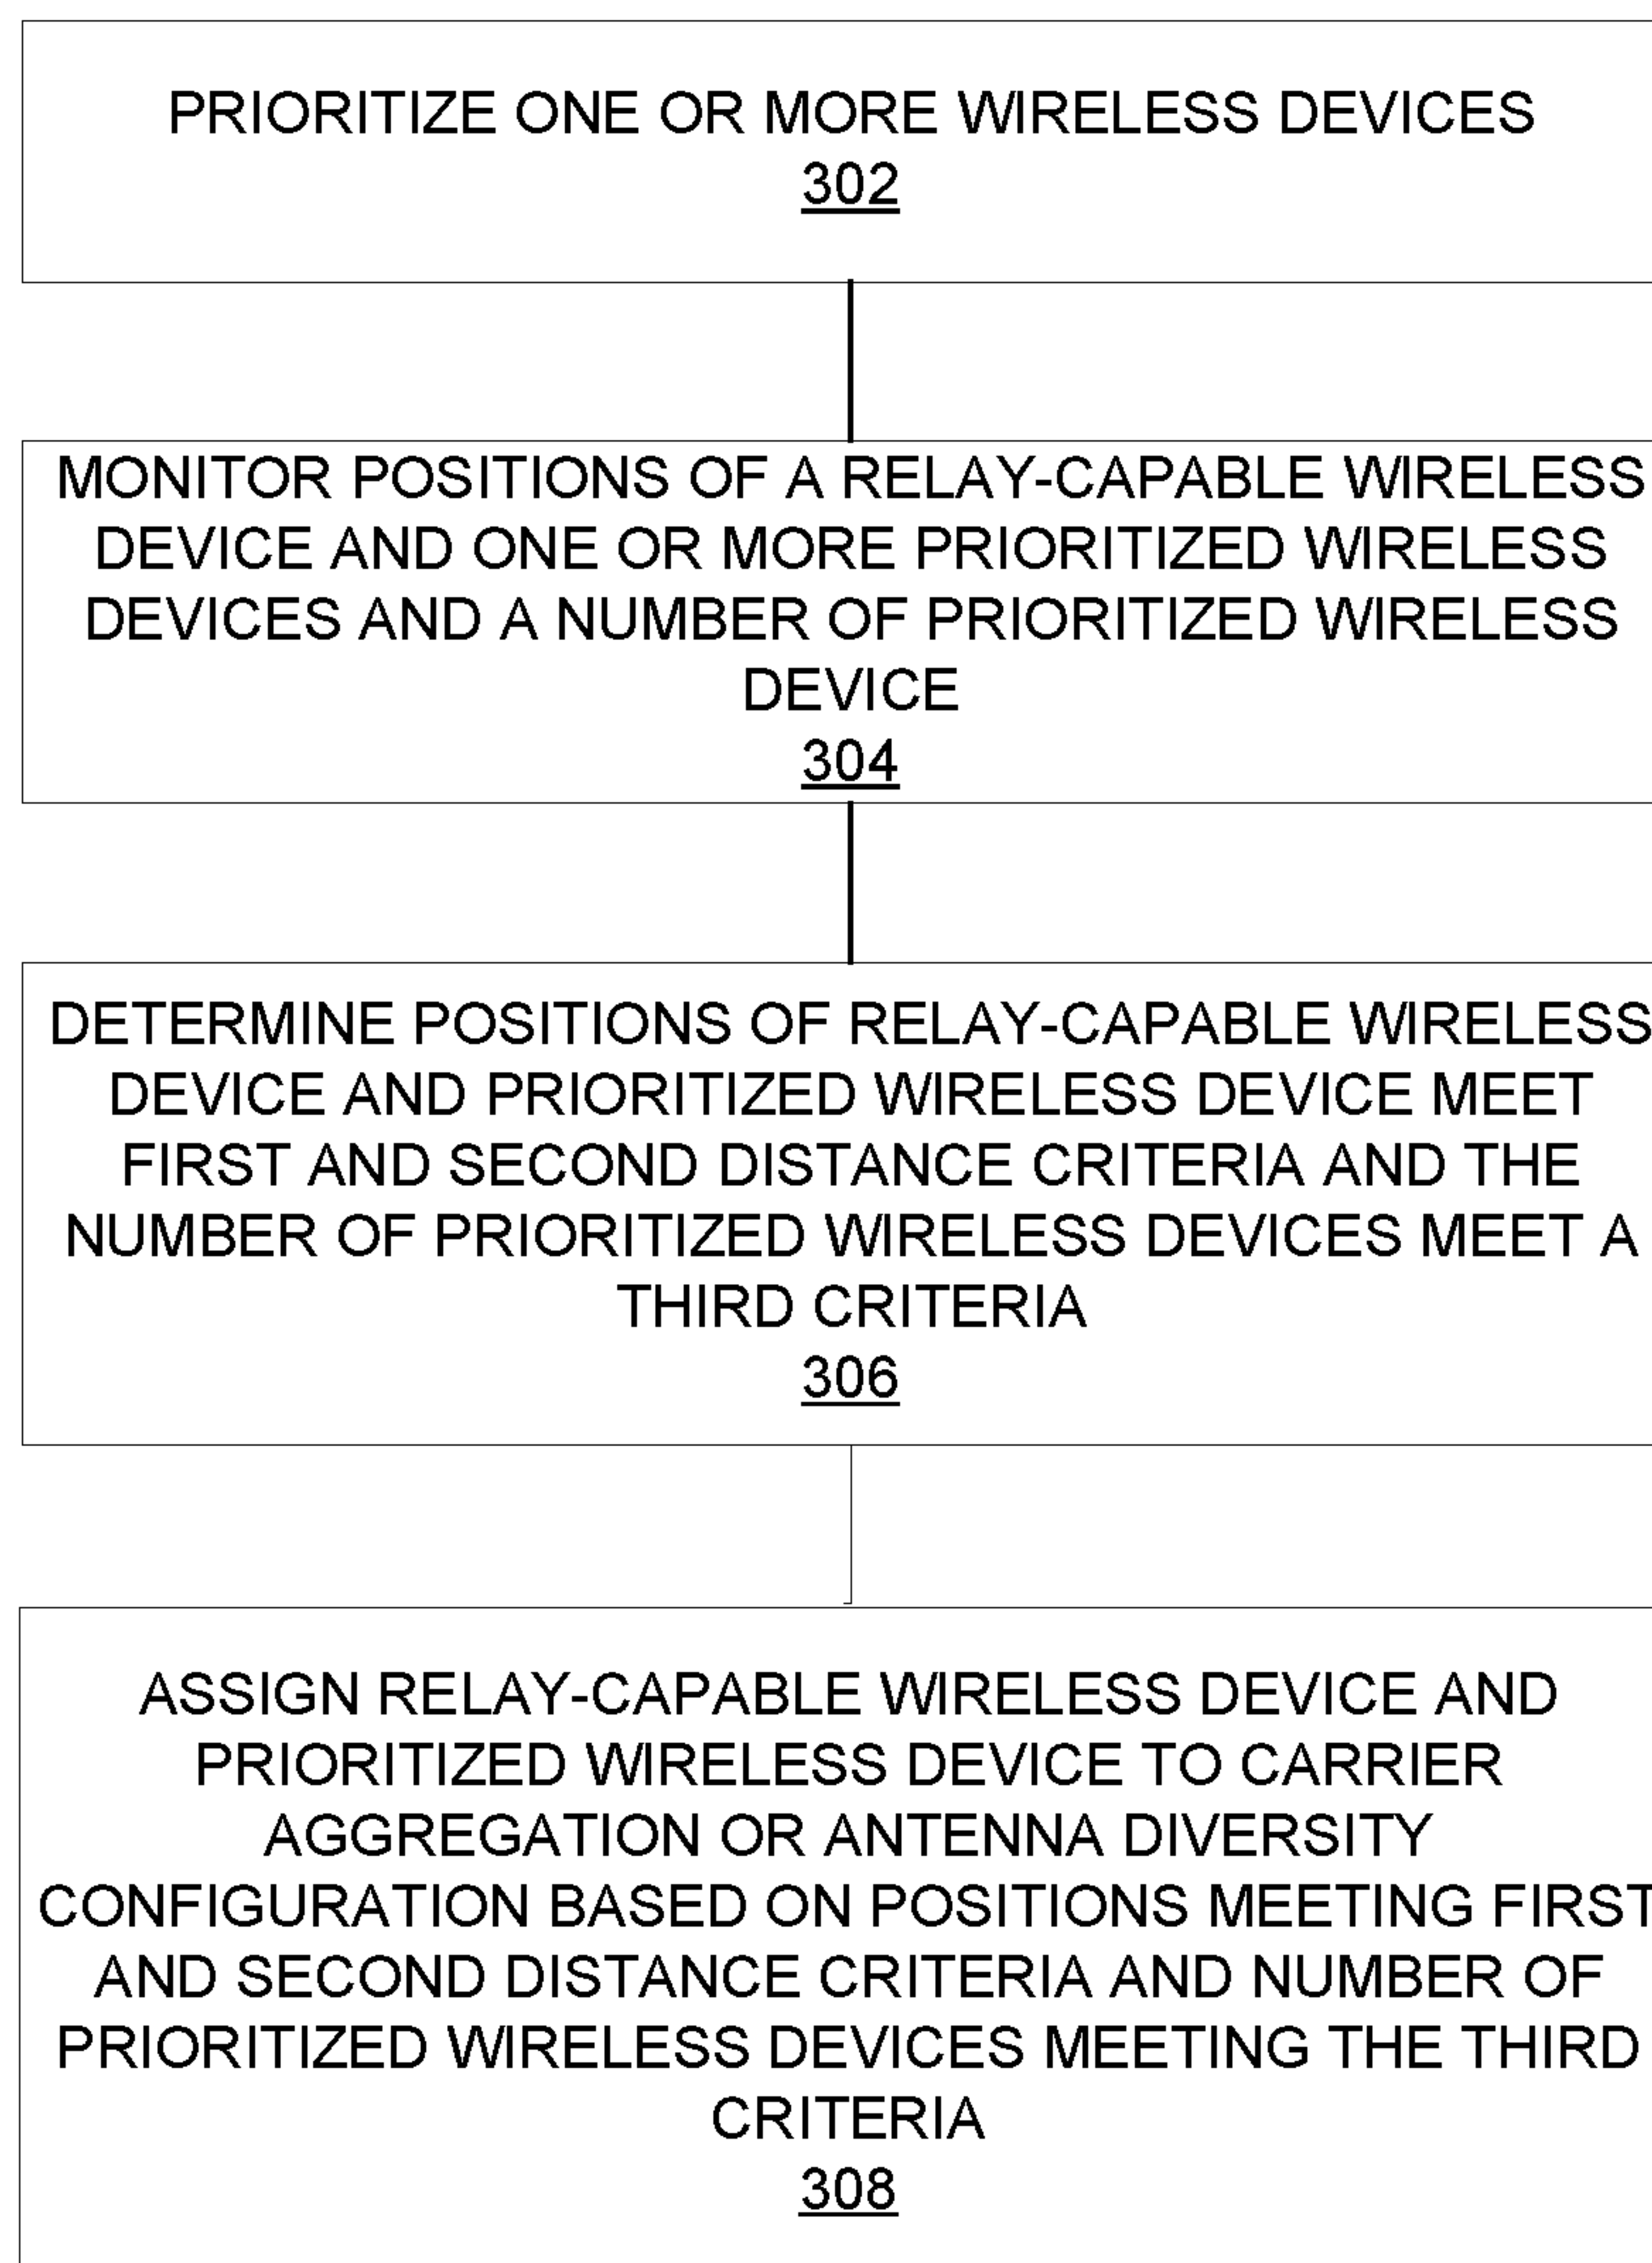 PRIORITIZE ONE OR MORE WIRELESS DEVICES
302
MONITOR POSITIONS OF A RELAY-CAPABLE WIRELESS
DEVICE AND ONE OR MORE PRIORITIZED WIRELESS
DEVICES AND A NUMBER OF PRIORITIZED WIRELESS
DEVICE
304
DETERMINE POSITIONS OF RELAY-CAPABLE WIRELESS
DEVICE AND PRIORITIZED WIRELESS DEVICE MEET
FIRST AND SECOND DISTANCE CRITERIA AND THE
NUMBER OF PRIORITIZED WIRELESS DEVICES MEET A
THIRD CRITERIA
306
ASSIGN RELAY-CAPABLE WIRELESS DEVICE AND
PRIORITIZED WIRELESS DEVICE TO CARRIER
AGGREGATION OR ANTENNA DIVERSITY
CONFIGURATION BASED ON POSITIONS MEETING FIRST
AND SECOND DISTANCE CRITERIA AND NUMBER OF
PRIORITIZED WIRELESS DEVICES MEETING THE THIRD
CRITERIA
308